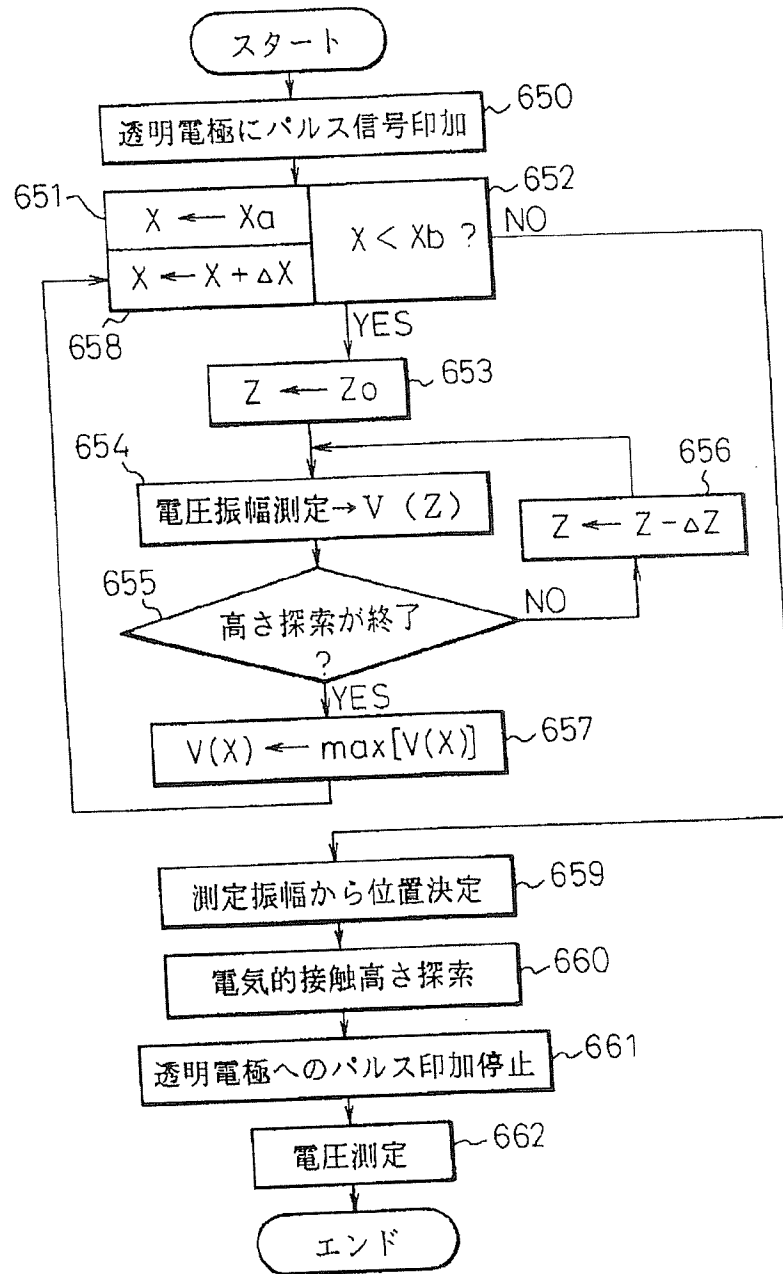 スタート
650
透明電極にパルス信号印加
651
652
X ← Xa
X < Xb ?
NO
X ← X + ΔX
658
YES
Z ← Zo
653
654
656
電圧振幅測定→V (Z)
Z ← Z - ΔZ
655
高さ探索が終了
?
NO
YES
V(X) ← max[V(X)]
657
測定振幅から位置決定
659
電気的接触高さ探索
660
透明電極へのパルス印加停止
661
電圧測定
662
エンド